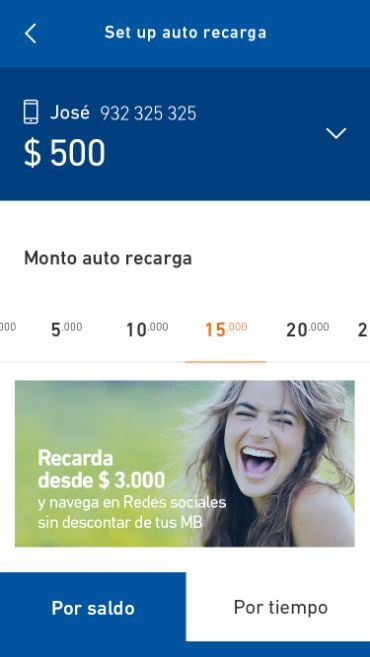 Set up auto recarga
José 932 325 325
$ 500
Monto auto recarga
.000 5.000 10.000 15.000 20.000 2
Recarda
desde $ 3.000
y navega en Redes sociales
sin descontar de tus MB
Por saldo Por tiempo